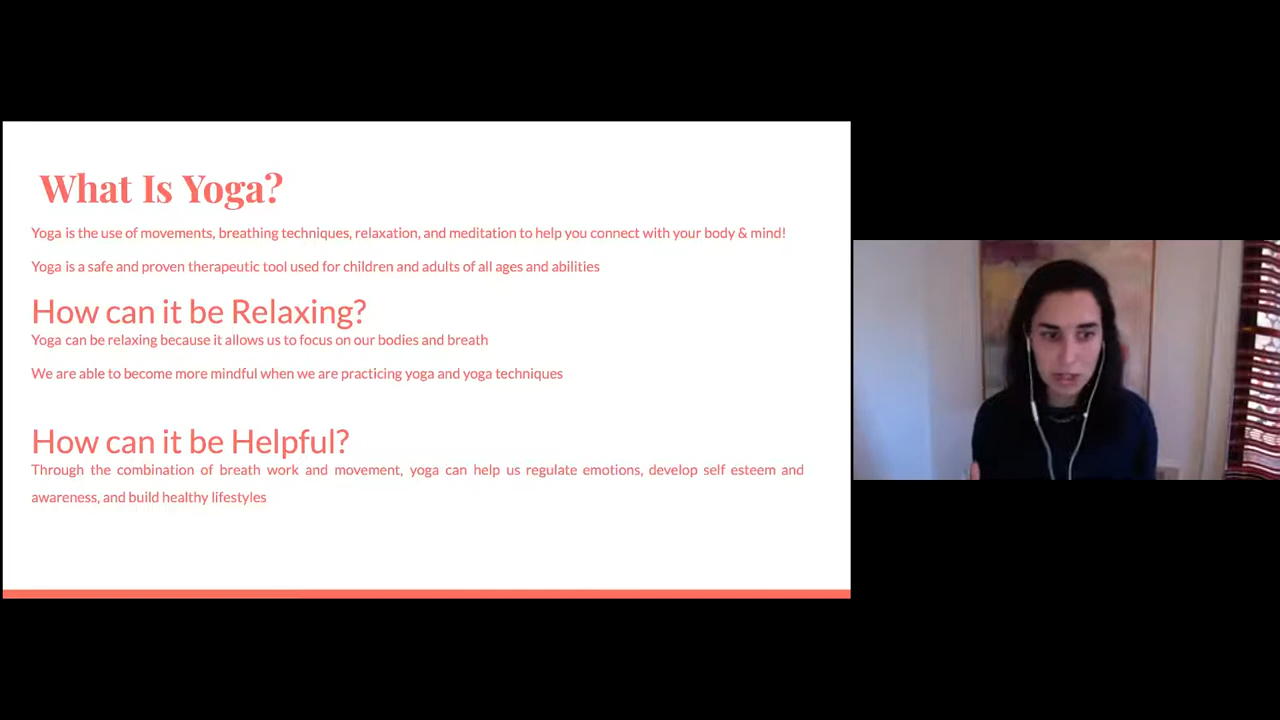 What Is Yoga?
Yoga is the use of movements, breathing techniques, relaxation, and meditation to help you connect with your body & mind!
Yoga is a safe and proven therapeutic tool used for children and adults of all ages and abilities
How can it be Relaxing?
Yoga can be relaxing because it allows us to focus on our bodies and breath
We are able to become more mindful when we are practicing yoga and yoga techniques
How can it be Helpful?
Through the combination of breath work and movement, yoga can help us regulate emotions, develop self esteem and
awareness, and build healthy lifestyles